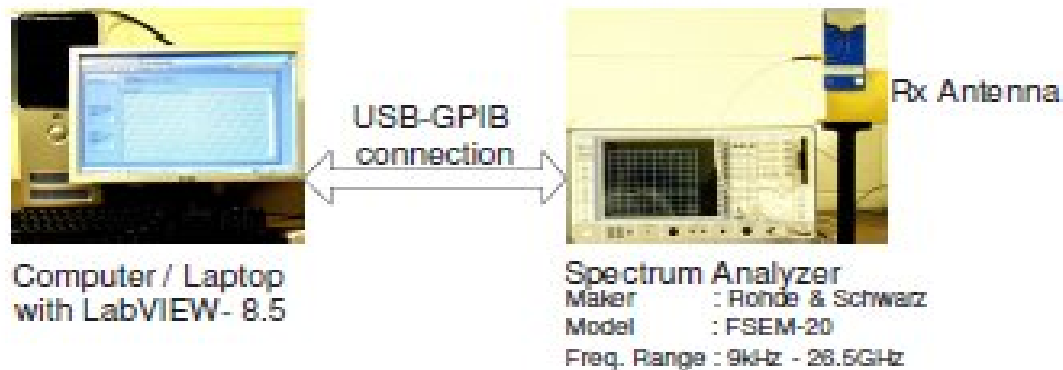 USB-GPIB
connection
Rx Antenna
Computer / Laptop
with LabVIEW- 8.5
Spectrum Analyzer
Maker : Rohde & Schwarz
Model : FSEM-20
Freq. Range : 9kHz - 26.5GHz